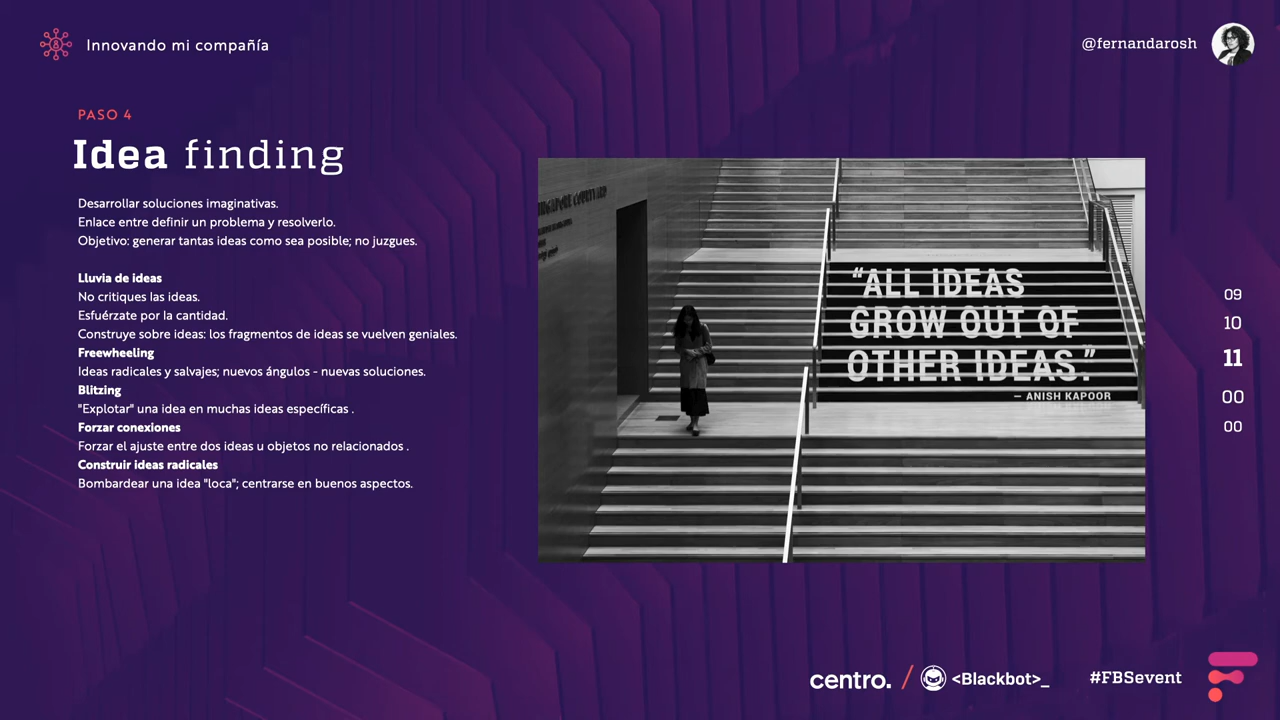 Innovando mi compañía
@fernandarosh
PASO 4
Idea finding
Desarrollar soluciones imaginativas.
Enlace entre definir un problema y resolverlo.
Objetivo: generar tantas ideas como sea posible; no juzgues.
Lluvia de ideas
No critiques las ideas.
Esfuérzate por la cantidad.
Construye sobre ideas: los fragmentos de ideas se vuelven geniales.
Freewheeling
Ideas radicales y salvajes; nuevos ángulos - nuevas soluciones.
Blitzing
"Explotar" una idea en muchas ideas específicas .
Forzar conexiones
Forzar el ajuste entre dos ideas u objetos no relacionados .
Construir ideas radicales
Bombardear una idea "loca"; centrarse en buenos aspectos.
“ALL IDEAS
GROW OUT OF
OTHER IDEAS.”
– ANISH KAPOOR
09
10
11
00
00
centro. / <Blackbot>_
#FBSevent